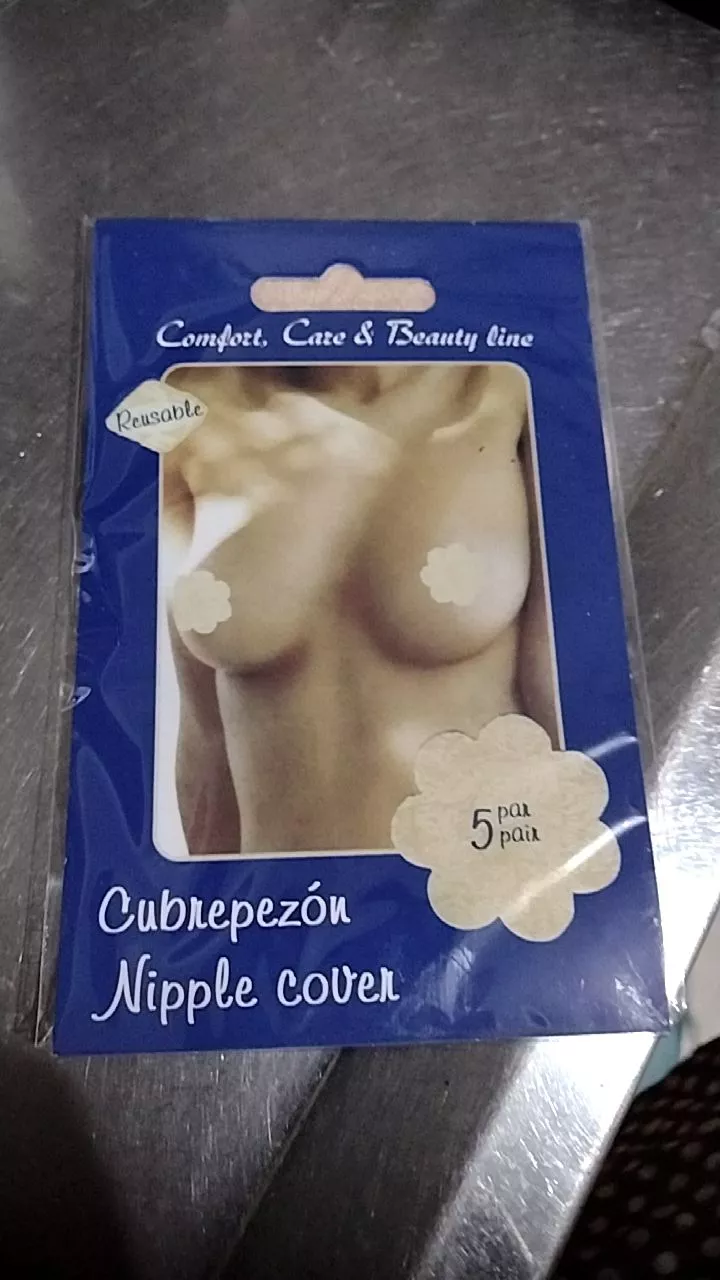 Comfort, Care & Beauty line
Reusable
5 par
pair
Cubrepezón
Nipple cover